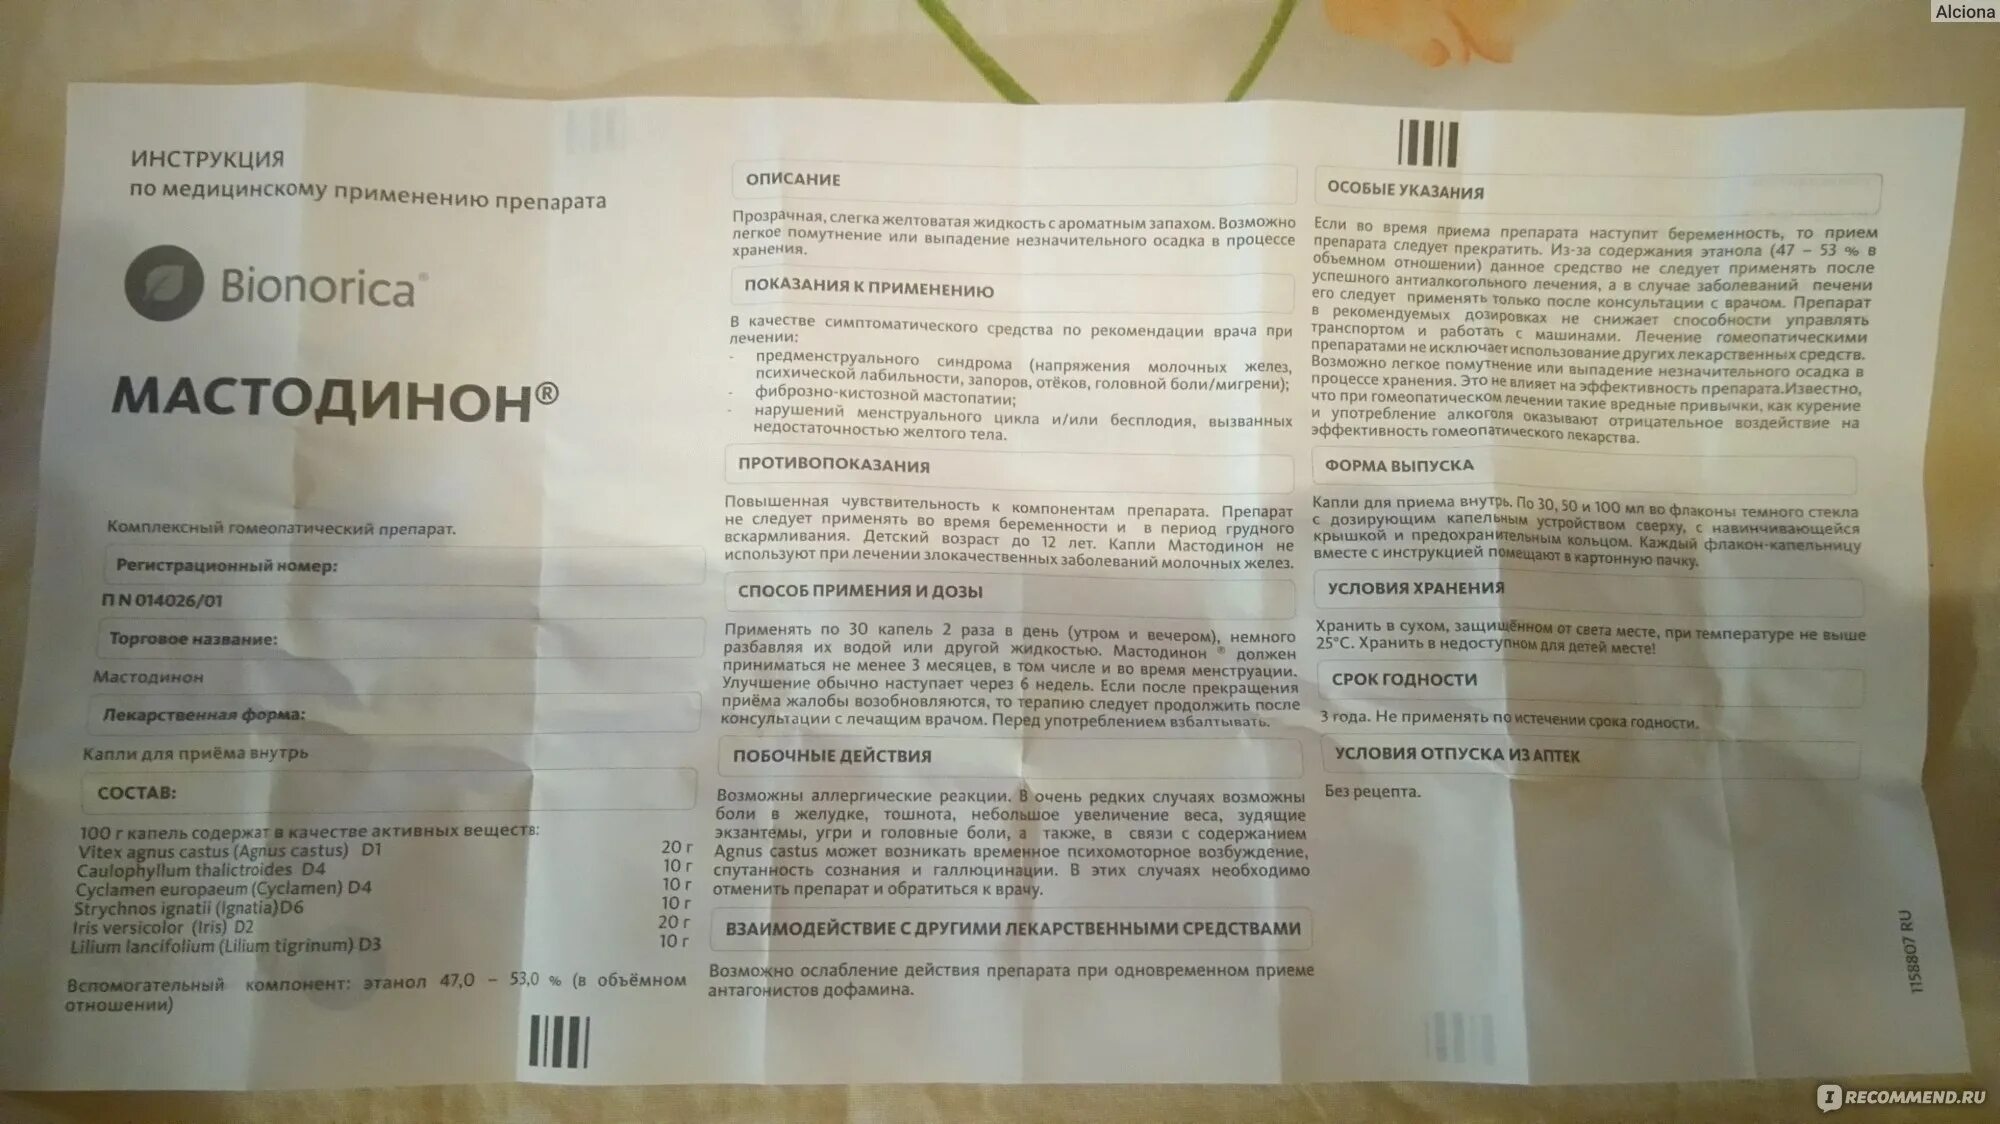 Alciona
ИНСТРУКЦИЯ
по медицинскому применению препарата
Bionorica®
МАСТОДИНОН®
Комплексный гомеопатический препарат.
Регистрационный номер:
П N 014026/01
Торговое название:
Мастодинон
Лекарственная форма:
Капли для приёма внутрь
СОСТАВ:
100 г капель содержат в качестве активных веществ:
Vitex agnus castus (Agnus castus) D1 20 г
Caulophyllum thalictroides D4 10 г
Cyclamen europaeum (Cyclamen) D4 10 г
Strychnos ignatii (Ignatia)D6 10 г
Iris versicolor (Iris) D2 20 г
Lilium lancifolium (Lilium tigrinum) D3 10 г
Вспомогательный компонент: этанол 47,0 – 53,0 % (в объёмном
отношении)
ОПИСАНИЕ
Прозрачная, слегка желтоватая жидкость с ароматным запахом. Возможно
легкое помутнение или выпадение незначительного осадка в процессе
хранения.
ПОКАЗАНИЯ К ПРИМЕНЕНИЮ
В качестве симптоматического средства по рекомендации врача при
лечении:
- предменструального синдрома (напряжения молочных желез,
психической лабильности, запоров, отёков, головной боли/мигрени);
- фиброзно-кистозной мастопатии;
- нарушений менструального цикла и/или бесплодия, вызванных
недостаточностью желтого тела.
ПРОТИВОПОКАЗАНИЯ
Повышенная чувствительность к компонентам препарата. Препарат
не следует применять во время беременности и в период грудного
вскармливания. Детский возраст до 12 лет. Капли Мастодинон не
используют при лечении злокачественных заболеваний молочных желез.
СПОСОБ ПРИМЕНЕНИЯ И ДОЗЫ
Применять по 30 капель 2 раза в день (утром и вечером), немного
разбавляя их водой или другой жидкостью. Мастодинон ® должен
приниматься не менее 3 месяцев, в том числе и во время менструации.
Улучшение обычно наступает через 6 недель. Если после прекращения
приёма жалобы возобновляются, то терапию следует продолжить после
консультации с лечащим врачом. Перед употреблением взбалтывать.
ПОБОЧНЫЕ ДЕЙСТВИЯ
Возможны аллергические реакции. В очень редких случаях возможны
боли в желудке, тошнота, небольшое увеличение веса, зудящие
экзантемы, угри и головные боли, а также, в связи с содержанием
Agnus castus может возникать временное психомоторное возбуждение,
спутанность сознания и галлюцинации. В этих случаях необходимо
отменить препарат и обратиться к врачу.
ВЗАИМОДЕЙСТВИЕ С ДРУГИМИ ЛЕКАРСТВЕННЫМИ СРЕДСТВАМИ
Возможно ослабление действия препарата при одновременном приеме
антагонистов дофамина.
ОСОБЫЕ УКАЗАНИЯ
Если во время приема препарата наступит беременность, то прием
препарата следует прекратить. Из-за содержания этанола (47 – 53 % в
объемном отношении) данное средство не следует применять после
успешного антиалкогольного лечения, а в случае заболеваний печени
его следует применять только после консультации с врачом. Препарат
в рекомендуемых дозировках не снижает способности управлять
транспортом и работать с машинами. Лечение гомеопатическими
препаратами не исключает использование других лекарственных средств.
Возможно легкое помутнение или выпадение незначительного осадка в
процессе хранения. Это не влияет на эффективность препарата.Известно,
что при гомеопатическом лечении такие вредные привычки, как курение
и употребление алкоголя оказывают отрицательное воздействие на
эффективность гомеопатического лекарства.
ФОРМА ВЫПУСКА
Капли для приема внутрь. По 30, 50 и 100 мл во флаконы темного стекла
с дозирующим капельным устройством сверху, с навинчивающейся
крышкой и предохранительным кольцом. Каждый флакон-капельницу
вместе с инструкцией помещают в картонную пачку.
УСЛОВИЯ ХРАНЕНИЯ
Хранить в сухом, защищённом от света месте, при температуре не выше
25°С. Хранить в недоступном для детей месте!
СРОК ГОДНОСТИ
3 года. Не применять по истечении срока годности.
УСЛОВИЯ ОТПУСКА ИЗ АПТЕК
Без рецепта.
1158807 RU
IRECOMMEND.RU